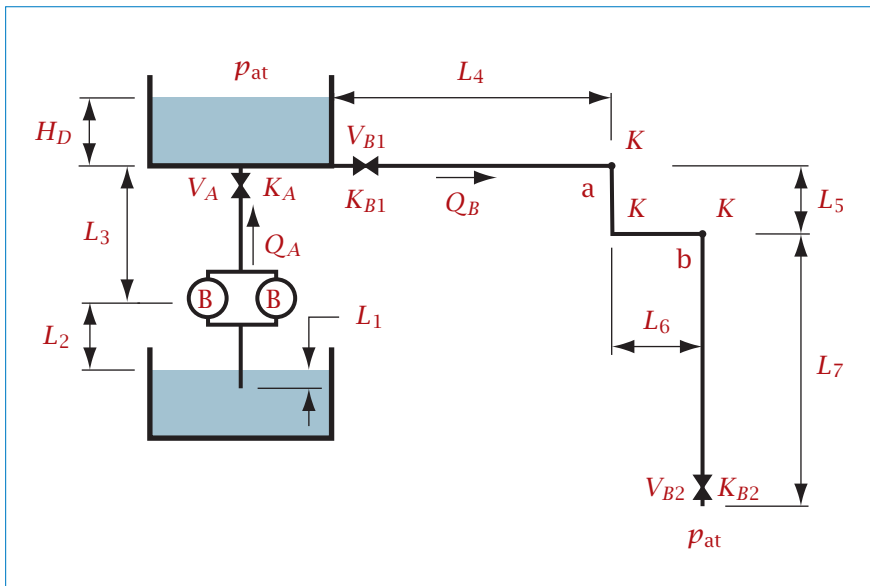 p_at
L_4
H_D
V_B1
K
V_A
K_A
K_B1
Q_B
a
K
K
L_5
L_3
Q_A
b
B
B
L_1
L_2
L_6
L_7
V_B2
K_B2
p_at